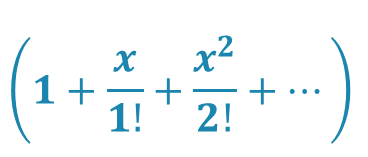 (1 + x/1! + x²/2! + ⋯)